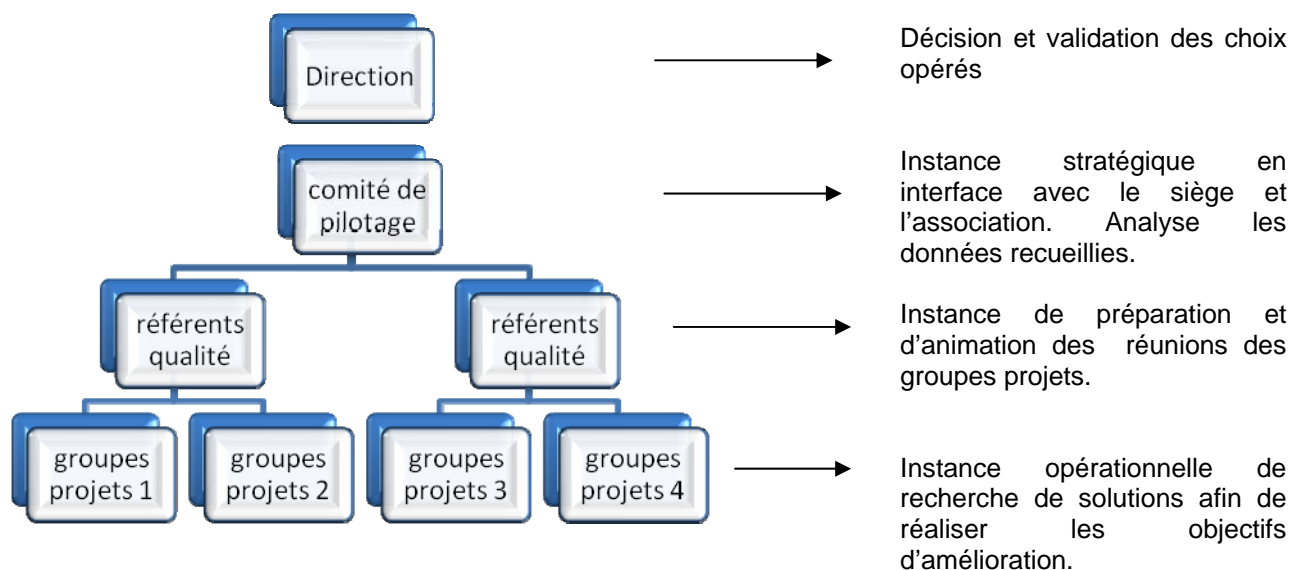 Direction
Décision et validation des choix
opérés
comité de
pilotage
Instance stratégique en
interface avec le siège et
l’association. Analyse les
données recueillies.
référents
qualité
référents
qualité
Instance de préparation et
d’animation des réunions des
groupes projets.
groupes
projets 1
groupes
projets 2
groupes
projets 3
groupes
projets 4
Instance opérationnelle de
recherche de solutions afin de
réaliser les objectifs
d’amélioration.